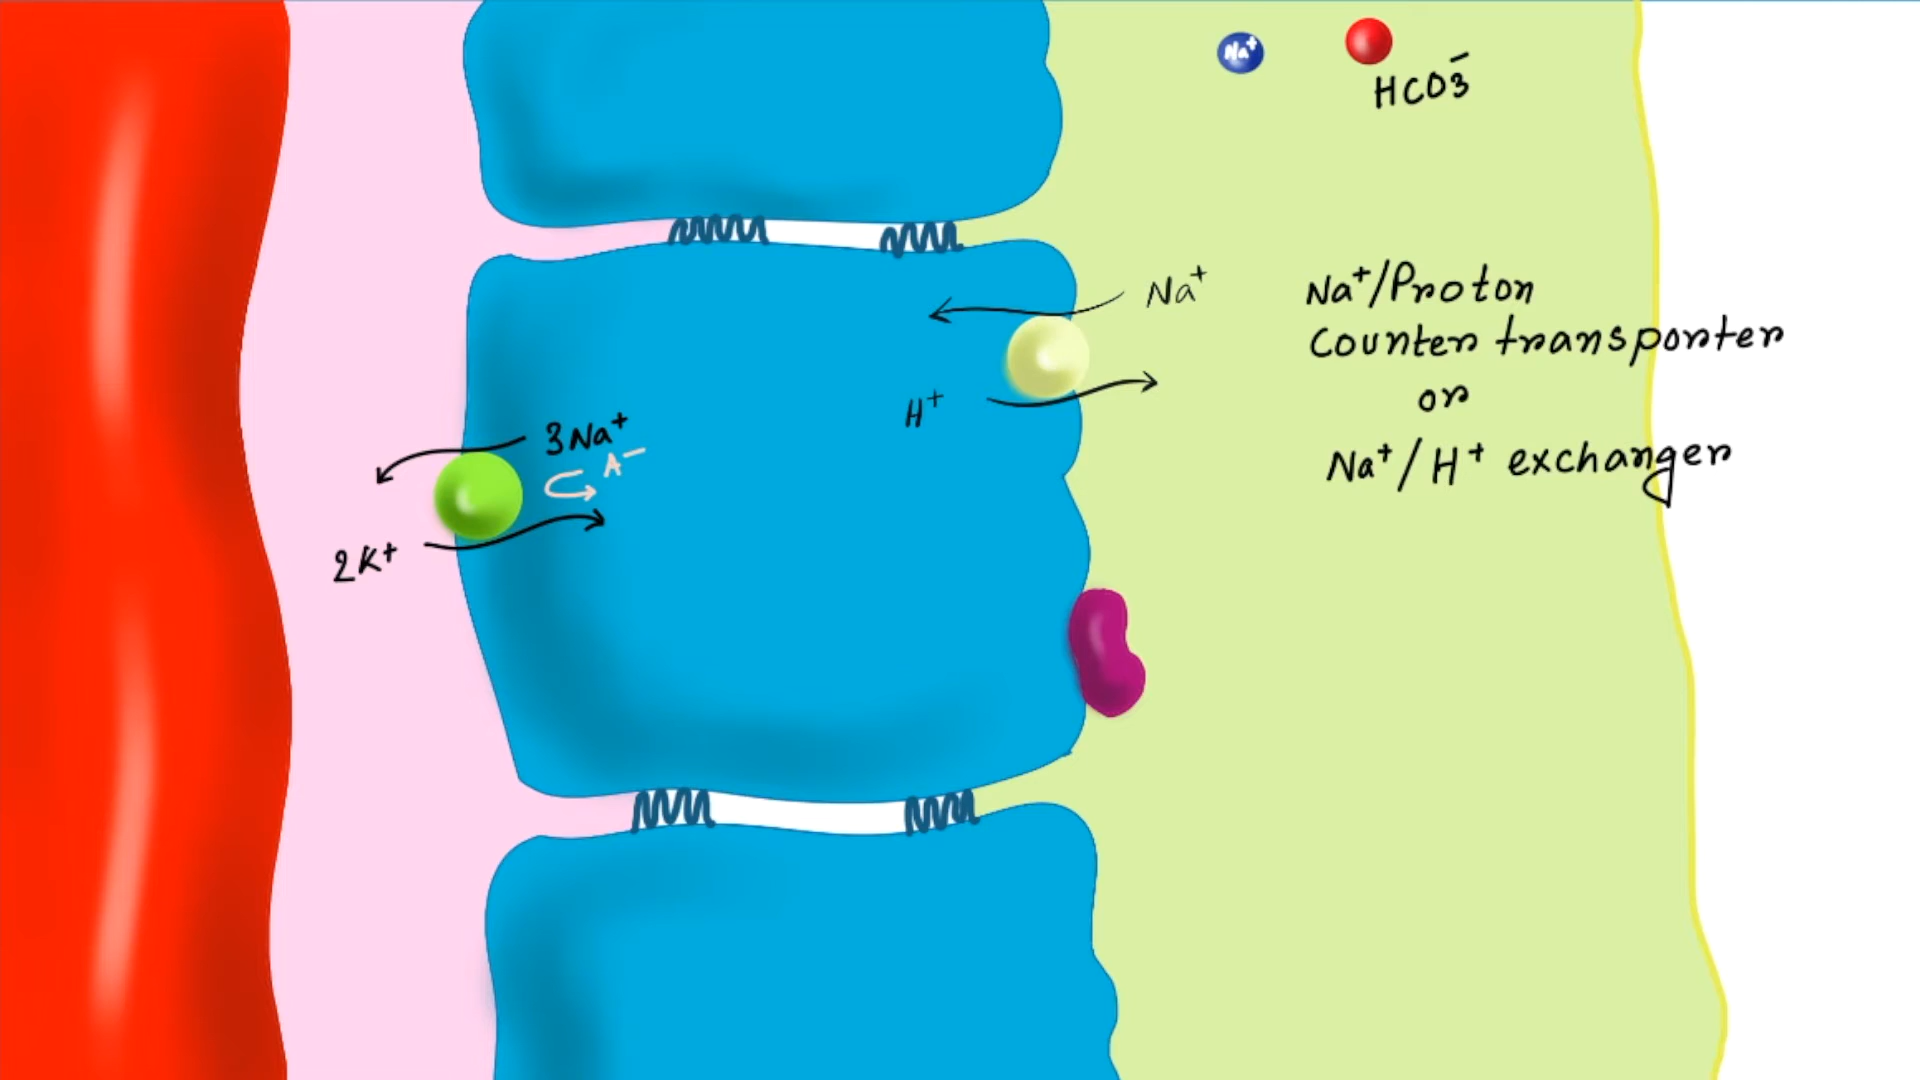 Na⁺
HCO₃⁻
Na⁺
Na⁺/Proton
Counter transporter
or
Na⁺/H⁺ exchanger
H⁺
3Na⁺
A⁻
2K⁺